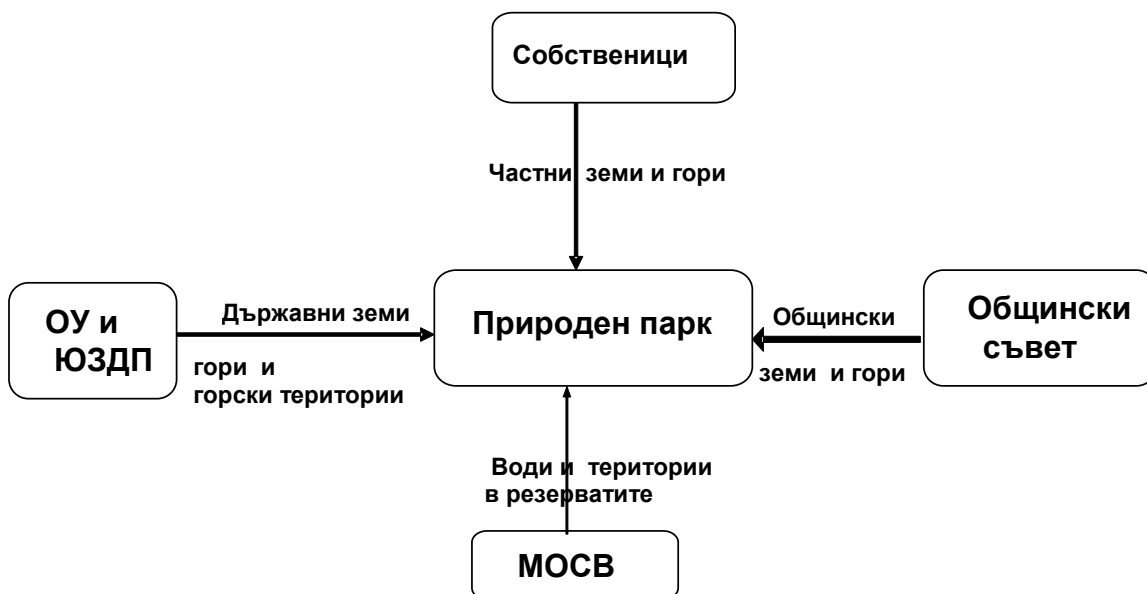 Собственици
Частни земи и гори
ОУ и
ЮЗДП
Държавни земи
гори и
горски територии
Природен парк
Общински
земи и гори
Общински
съвет
Води и територии
в резерватите
МОСВ